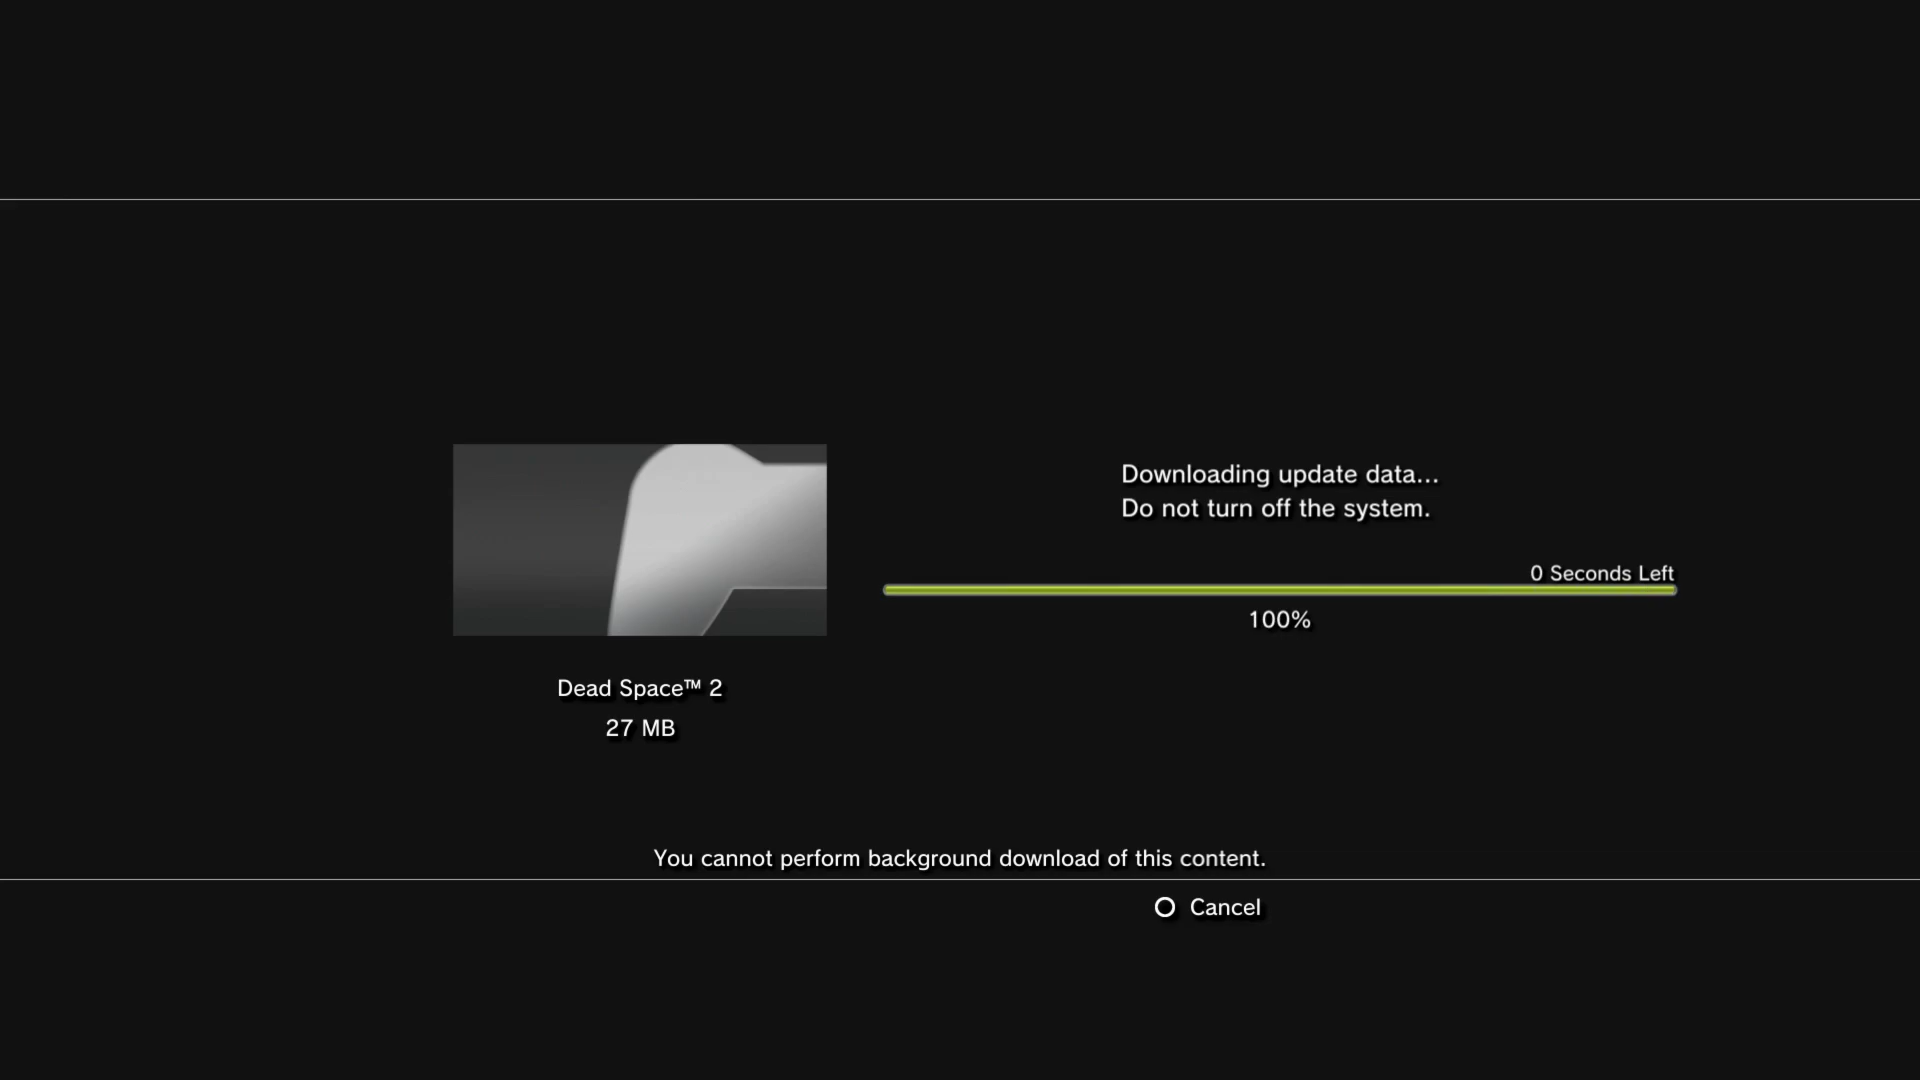 Downloading update data...
Do not turn off the system.
0 Seconds Left
100%
Dead Space™ 2
27 MB
You cannot perform background download of this content.
Cancel